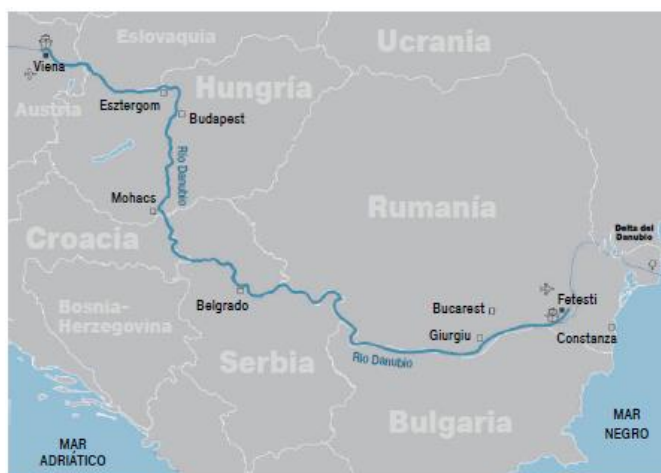 Eslovaquia
Ucrania
Viena
Hungría
Esztergom
Austria
Budapest
Río Danubio
Mohacs
Rumanía
Delta del
Danubio
Croacia
Fetesti
Belgrado
Bucarest
Bosnia-
Herzegovina
Giurgiu
Constanza
Serbia
Río Danubio
Bulgaria
MAR
NEGRO
MAR
ADRIÁTICO